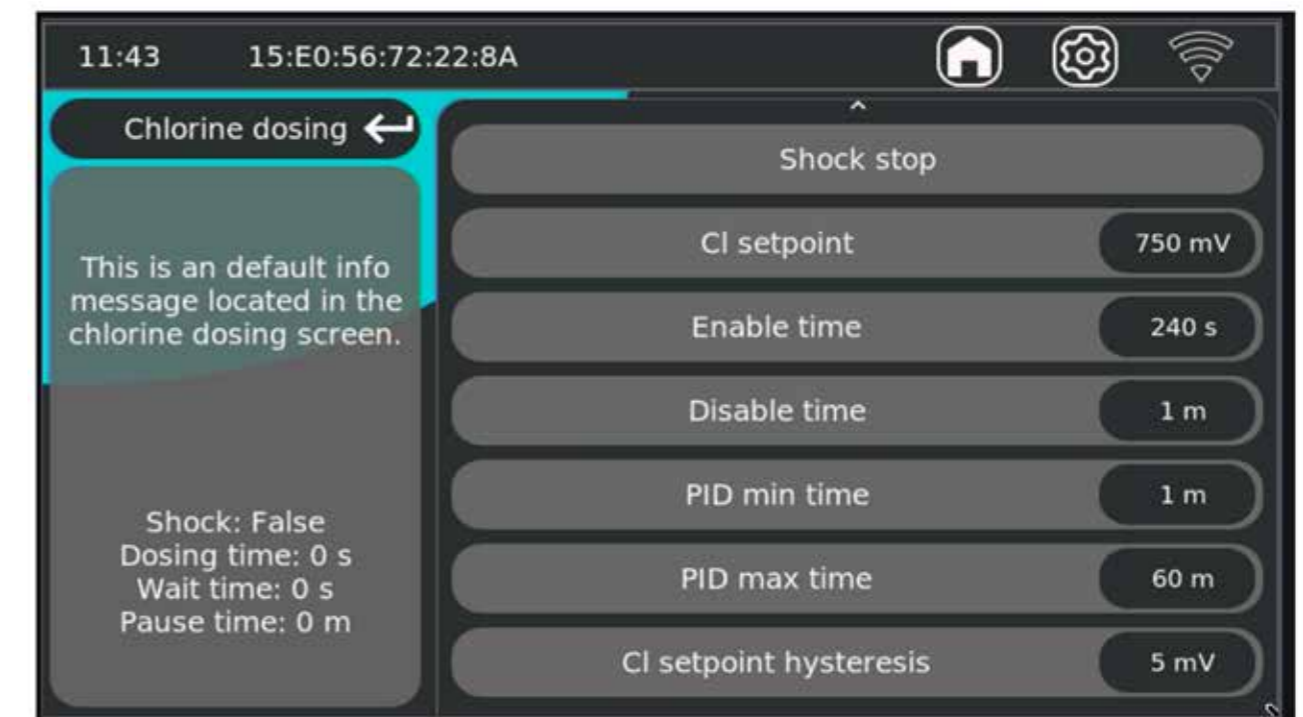 11:43 15:E0:56:72:22:8A
Chlorine dosing
This is an default info
message located in the
chlorine dosing screen.
Shock: False
Dosing time: 0 s
Wait time: 0 s
Pause time: 0 m
Shock stop
Cl setpoint 750 mV
Enable time 240 s
Disable time 1 m
PID min time 1 m
PID max time 60 m
Cl setpoint hysteresis 5 mV